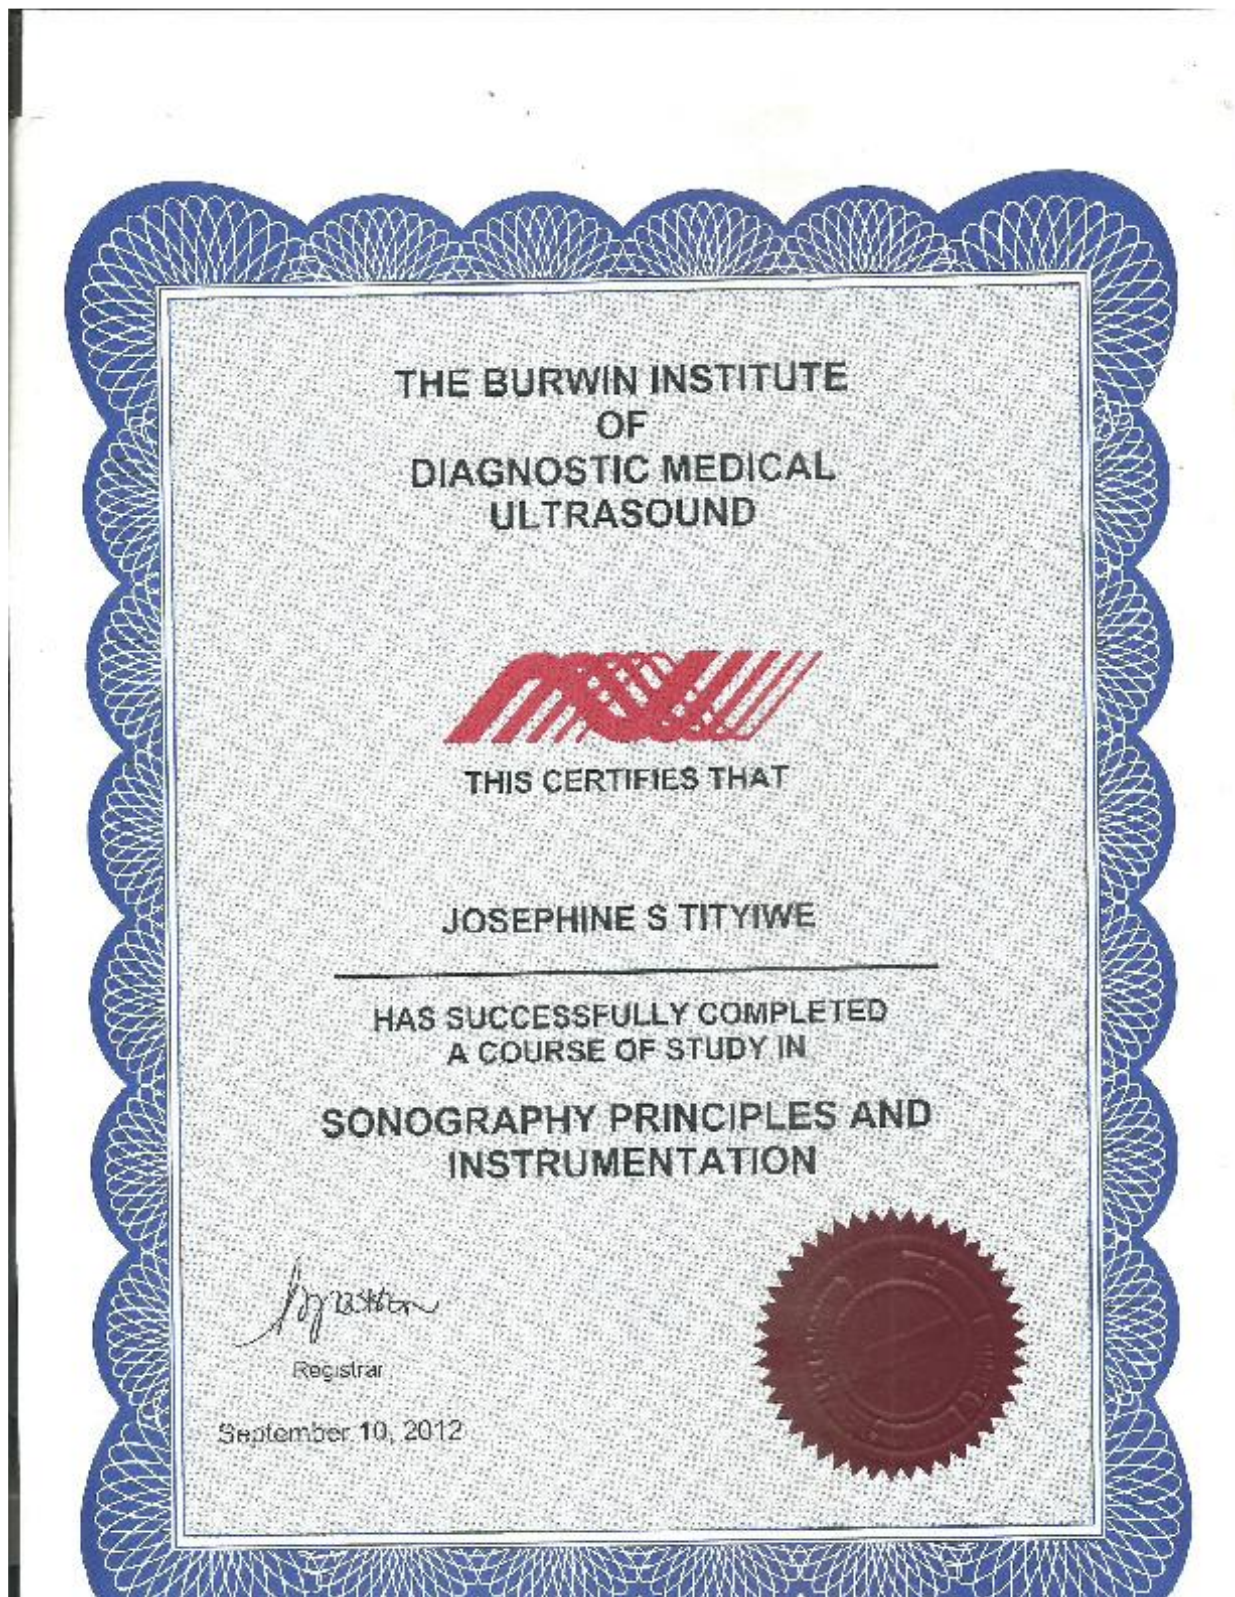 THE BURWIN INSTITUTE
OF
DIAGNOSTIC MEDICAL
ULTRASOUND
THIS CERTIFIES THAT
JOSEPHINE S TITYIWE
HAS SUCCESSFULLY COMPLETED
A COURSE OF STUDY IN
SONOGRAPHY PRINCIPLES AND
INSTRUMENTATION
Registrar
September 10, 2012